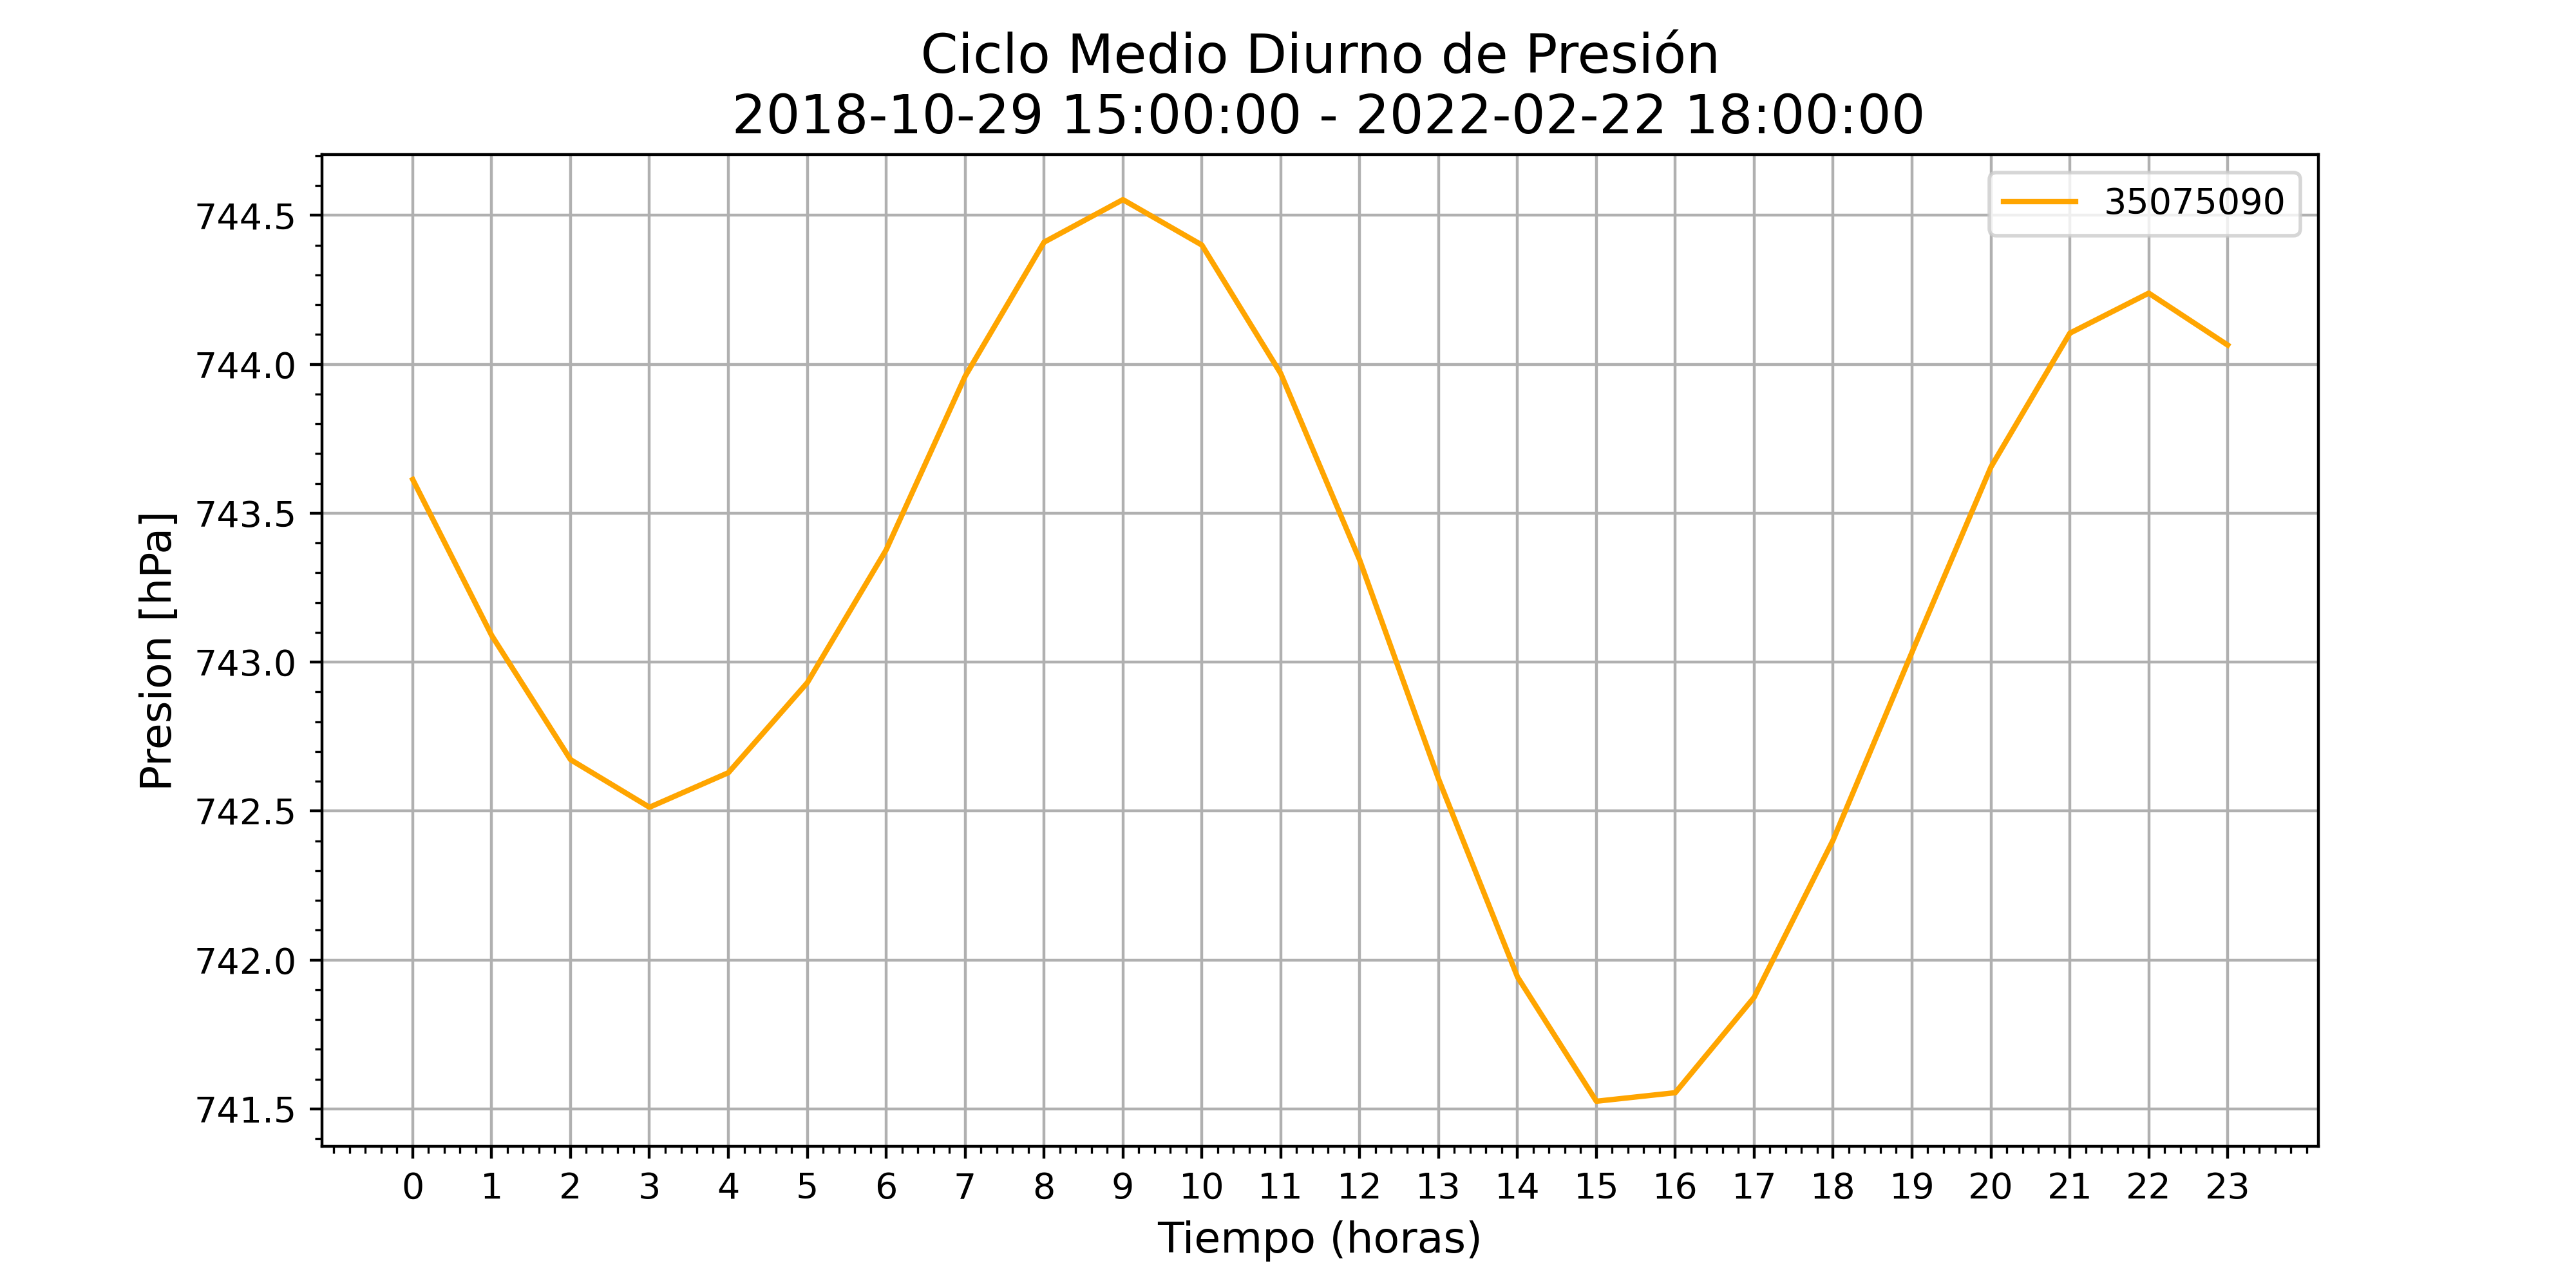 Ciclo Medio Diurno de Presión
2018-10-29 15:00:00 - 2022-02-22 18:00:00
35075090
Presion [hPa]
744.5
744.0
743.5
743.0
742.5
742.0
741.5
0 1 2 3 4 5 6 7 8 9 10 11 12 13 14 15 16 17 18 19 20 21 22 23
Tiempo (horas)